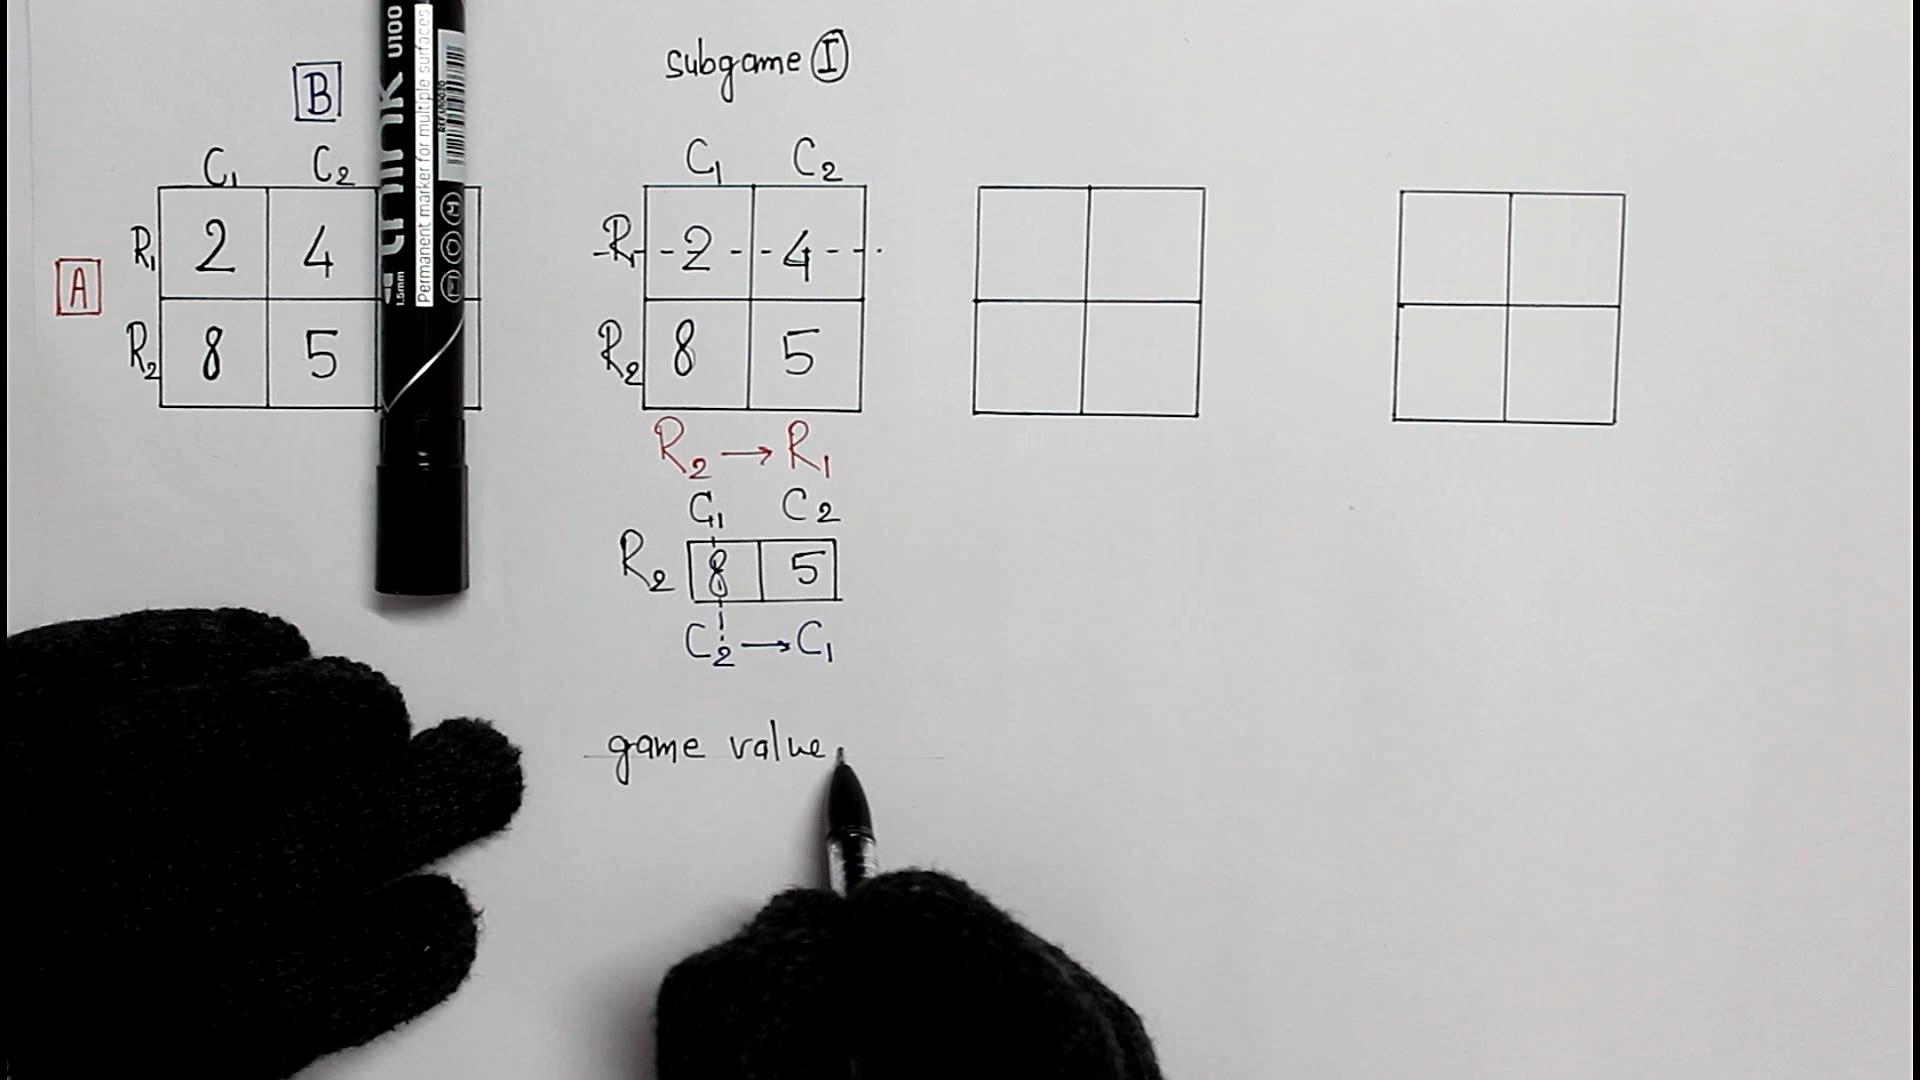 subgame I
B
C1 C2
R1 2 4
A
R2 8 5
C1 C2
R1 2 4
R2 8 5
R2 → R1
C1 C2
R2 8 5
C2 → C1
game value
think U100
Permanent marker for multiple surfaces
1.5mm